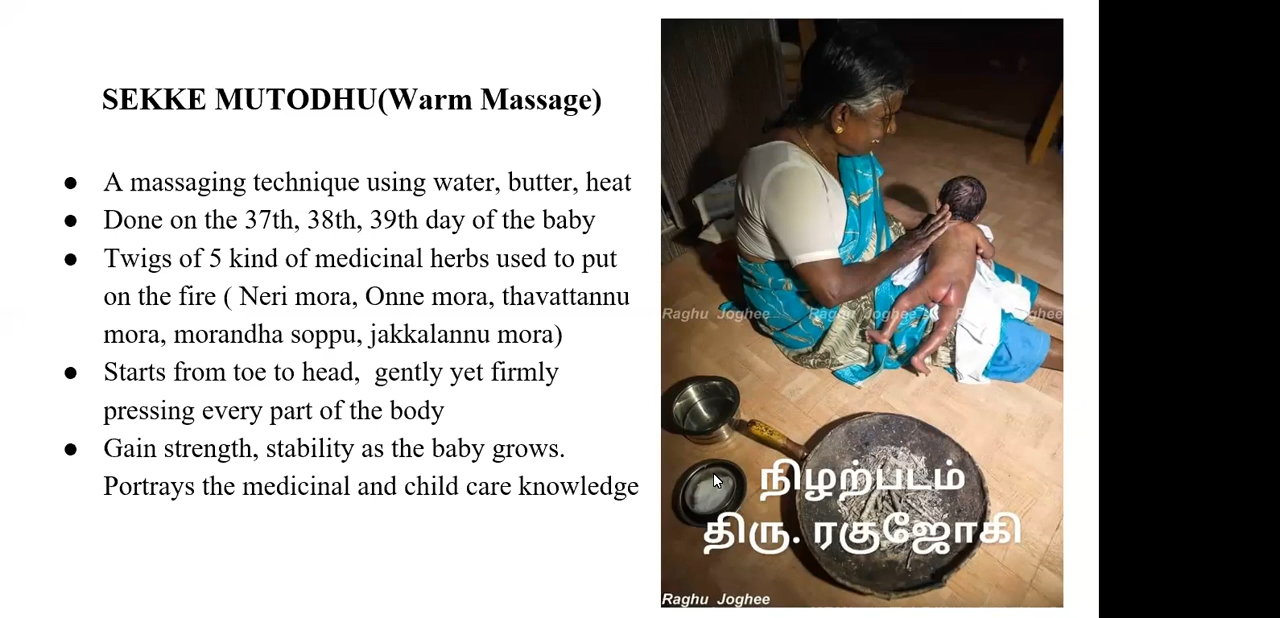 SEKKE MUTODHU(Warm Massage)
● A massaging technique using water, butter, heat
● Done on the 37th, 38th, 39th day of the baby
● Twigs of 5 kind of medicinal herbs used to put
on the fire ( Neri mora, Onne mora, thavattannu
mora, morandha soppu, jakkalannu mora)
● Starts from toe to head, gently yet firmly
pressing every part of the body
● Gain strength, stability as the baby grows.
Portrays the medicinal and child care knowledge
Raghu Joghee Raghu Joghee Joghee
நிழற்படம்
திரு. ரகுஜோகி
Raghu Joghee